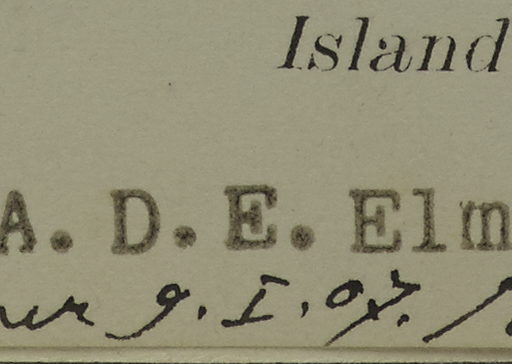 Island
A. D. E. Elm
9. I. 07.